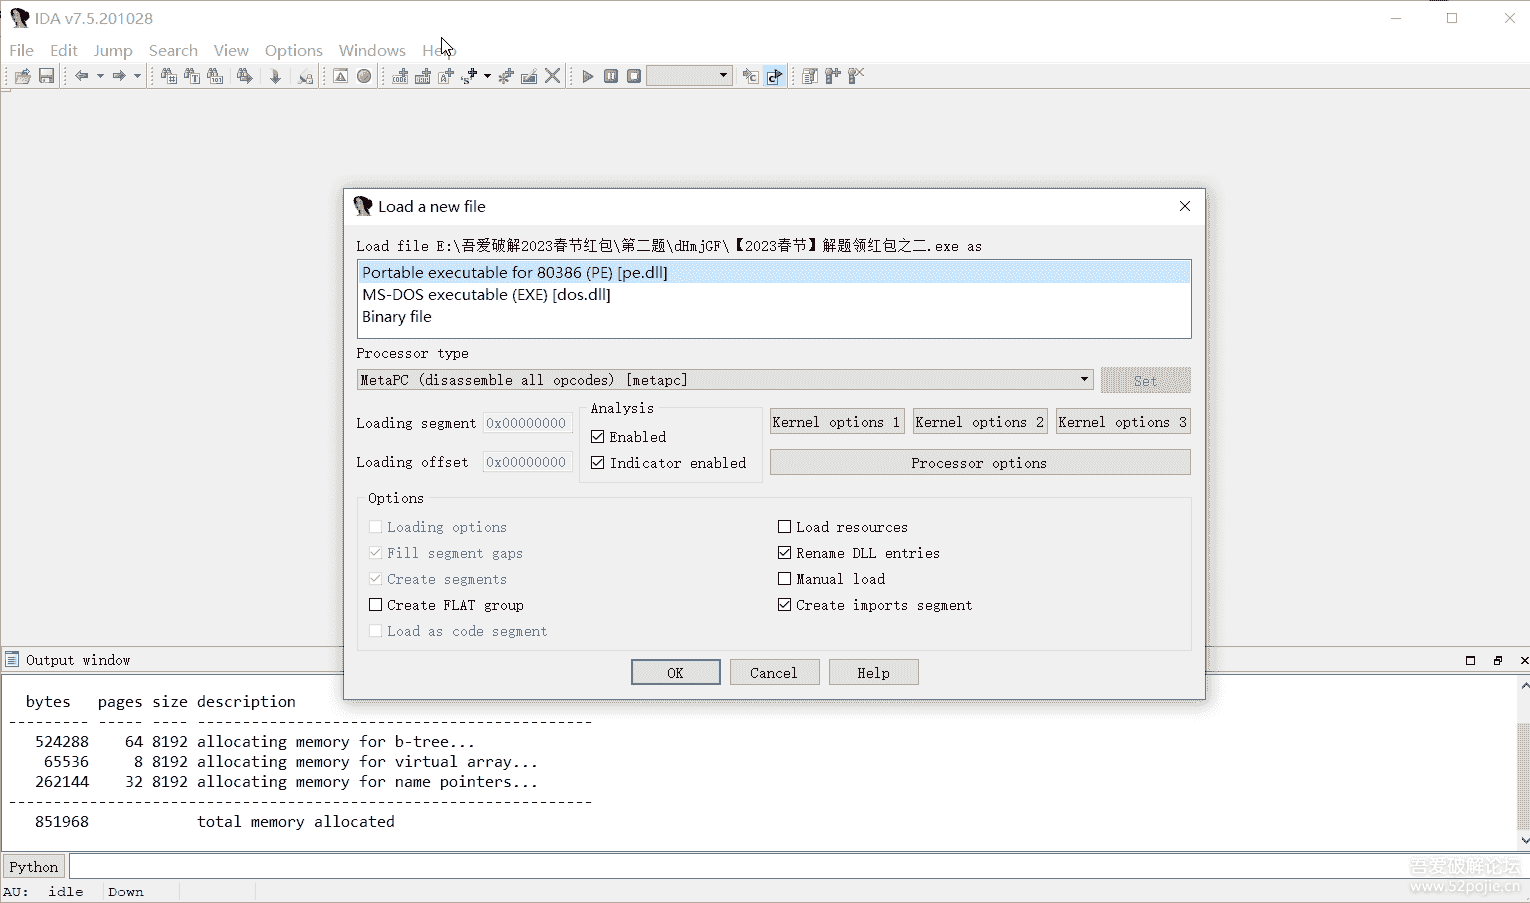 IDA v7.5.201028
File Edit Jump Search View Options Windows Help
Load a new file
Load file E:\吾爱破解2023春节红包\第二题\dHmjGF\【2023春节】解题领红包之二.exe as
Portable executable for 80386 (PE) [pe.dll]
MS-DOS executable (EXE) [dos.dll]
Binary file
Processor type
MetaPC (disassemble all opcodes) [metapc]
Set
Loading segment 0x00000000
Loading offset 0x00000000
Analysis
Enabled
Indicator enabled
Kernel options 1 Kernel options 2 Kernel options 3
Processor options
Options
Loading options
Fill segment gaps
Create segments
Create FLAT group
Load as code segment
Load resources
Rename DLL entries
Manual load
Create imports segment
OK Cancel Help
Output window
bytes pages size description
--------- ----- ---- --------------------------------------------
524288 64 8192 allocating memory for b-tree...
65536 8 8192 allocating memory for virtual array...
262144 32 8192 allocating memory for name pointers...
-----------------------------------------------------------------
851968 total memory allocated
Python
AU: idle Down
吾爱破解论坛
www.52pojie.cn